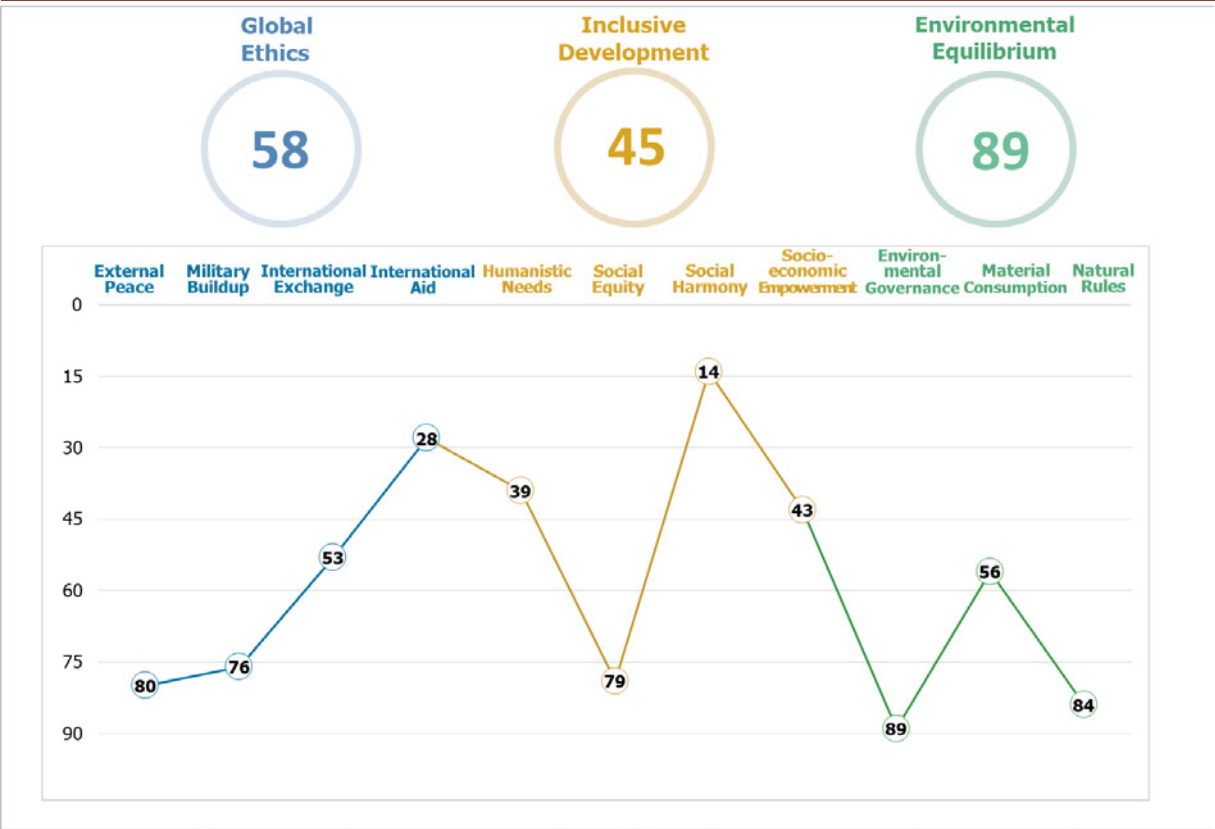 Global
Ethics
58
Inclusive
Development
45
Environmental
Equilibrium
89
External
Peace
Military
Buildup
International
Exchange
International
Aid
Humanistic
Needs
Social
Equity
Social
Harmony
Socio-
economic
Empowerment
Environ-
mental
Governance
Material
Consumption
Natural
Rules
0
15
30
45
60
75
90
80
76
53
28
39
79
14
43
89
56
84